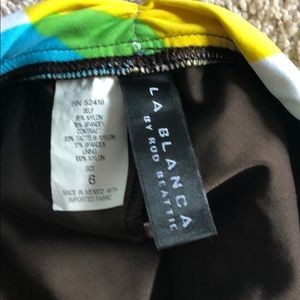 RN 52419
SELF
85% NYLON
15% SPANDEX
CONTRAST
83% TACTEL® NYLON
17% SPANDEX
LINING
100% NYLON
SIZE
6
MADE IN MEXICO WITH
IMPORTED FABRIC
LA BLANCA
BY ROD BEATTIE